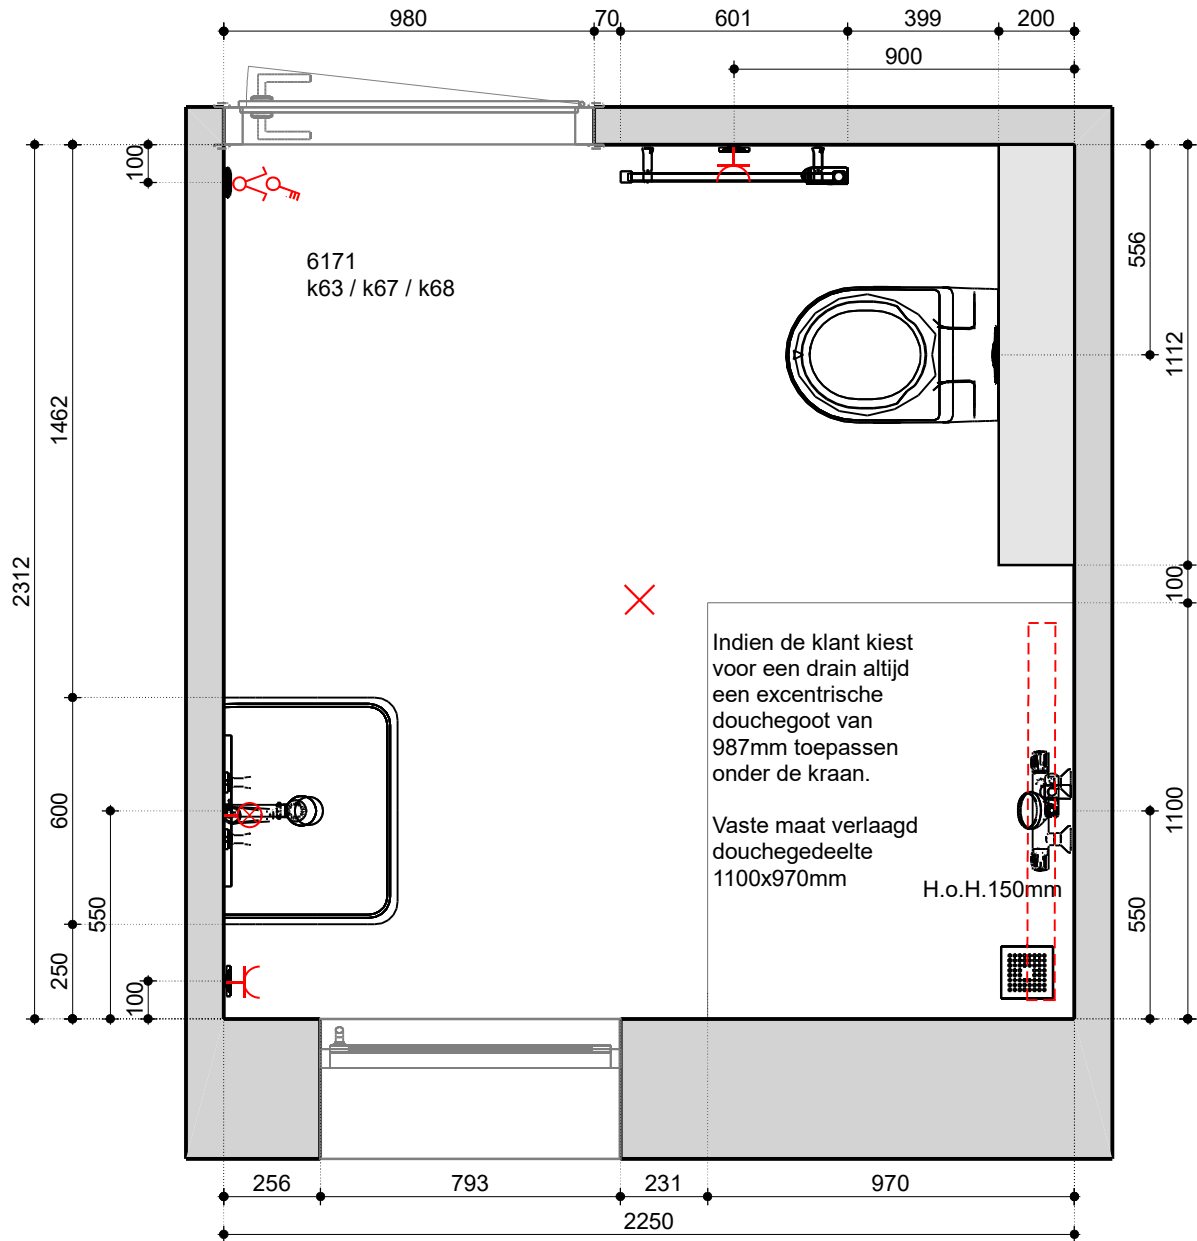 980
70
601
399
200
900
100
6171
k63 / k67 / k68
556
1112
1462
2312
100
Indien de klant kiest
voor een drain altijd
een excentrische
douchegoot van
987mm toepassen
onder de kraan.
Vaste maat verlaagd
douchegedeelte
1100x970mm
H.o.H.150mm
600
550
250
100
1100
550
256
793
231
970
2250